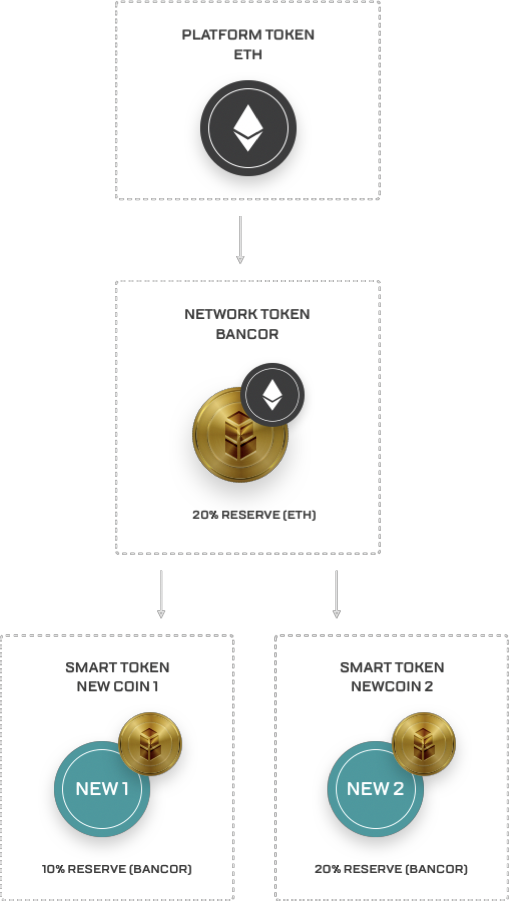 PLATFORM TOKEN
ETH
NETWORK TOKEN
BANCOR
20% RESERVE (ETH)
SMART TOKEN
NEW COIN 1
NEW 1
10% RESERVE (BANCOR)
SMART TOKEN
NEWCOIN 2
NEW 2
20% RESERVE (BANCOR)